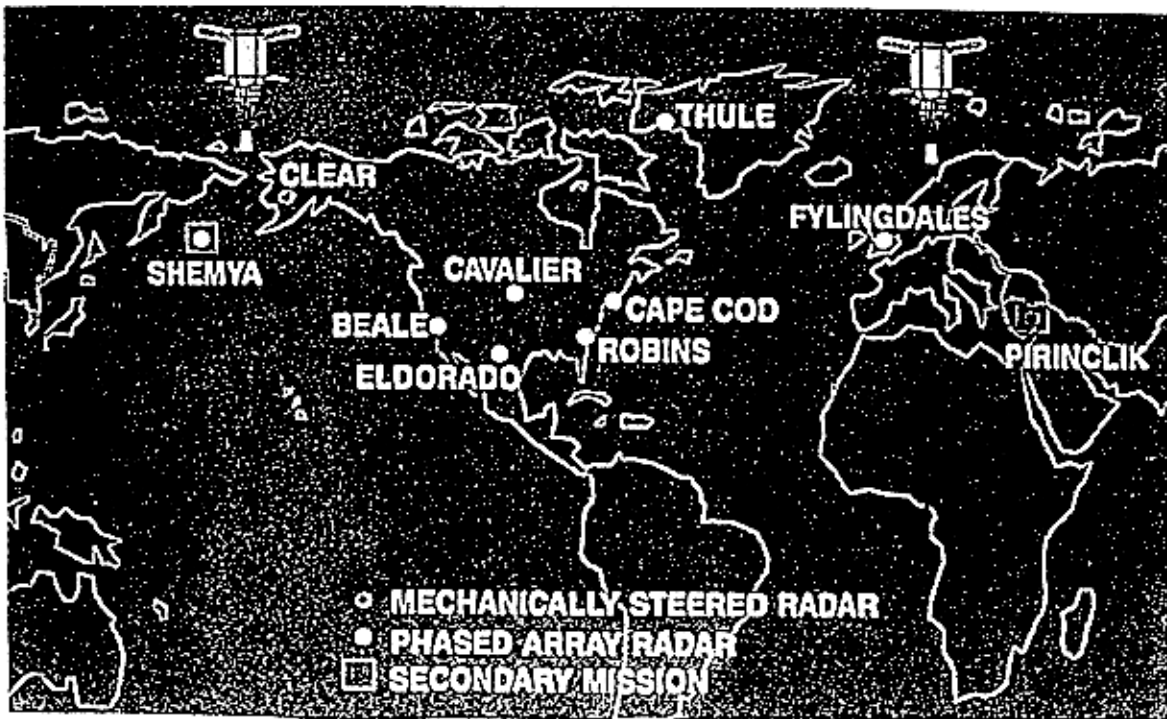 THULE
CLEAR
FYLINGDALES
SHEMYA
CAVALIER
CAPE COD
BEALE
ROBINS
PIRINCLIK
ELDORADO
MECHANICALLY STEERED RADAR
PHASED ARRAY RADAR
SECONDARY MISSION